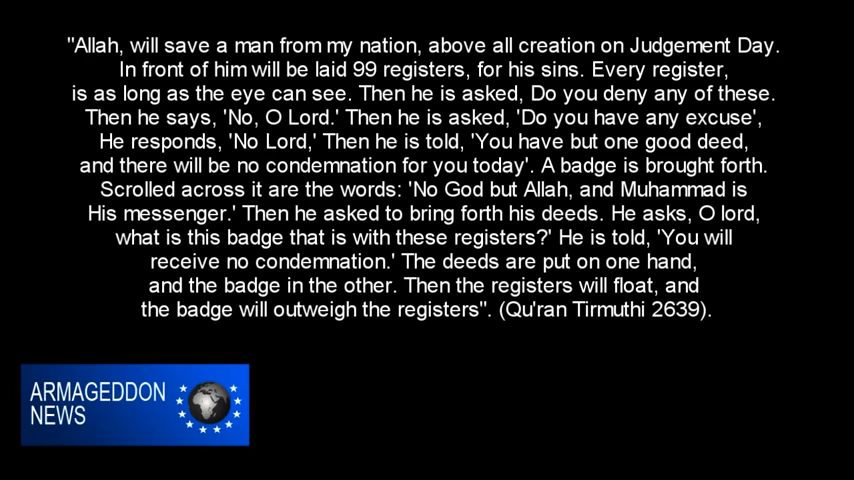 "Allah, will save a man from my nation, above all creation on Judgement Day.
In front of him will be laid 99 registers, for his sins. Every register,
is as long as the eye can see. Then he is asked, Do you deny any of these.
Then he says, 'No, O Lord.' Then he is asked, 'Do you have any excuse',
He responds, 'No Lord,' Then he is told, 'You have but one good deed,
and there will be no condemnation for you today'. A badge is brought forth.
Scrolled across it are the words: 'No God but Allah, and Muhammad is
His messenger.' Then he asked to bring forth his deeds. He asks, O lord,
what is this badge that is with these registers?' He is told, 'You will
receive no condemnation.' The deeds are put on one hand,
and the badge in the other. Then the registers will float, and
the badge will outweigh the registers". (Qu'ran Tirmuthi 2639).
ARMAGEDDON
NEWS